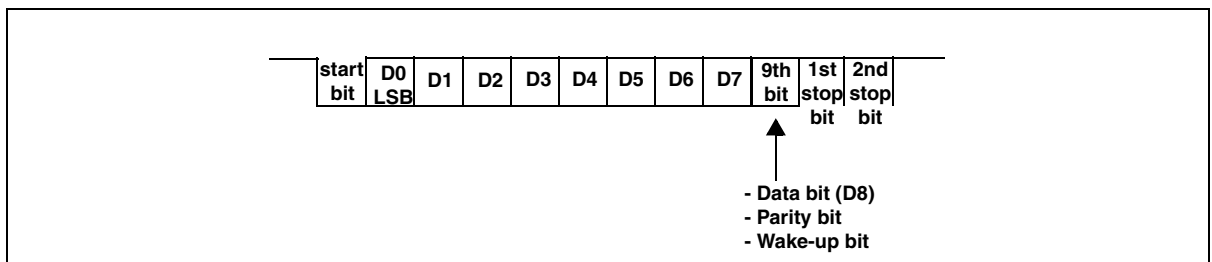 start bit
D0 LSB
D1
D2
D3
D4
D5
D6
D7
9th bit
1st stop bit
2nd stop bit
- Data bit (D8)
- Parity bit
- Wake-up bit